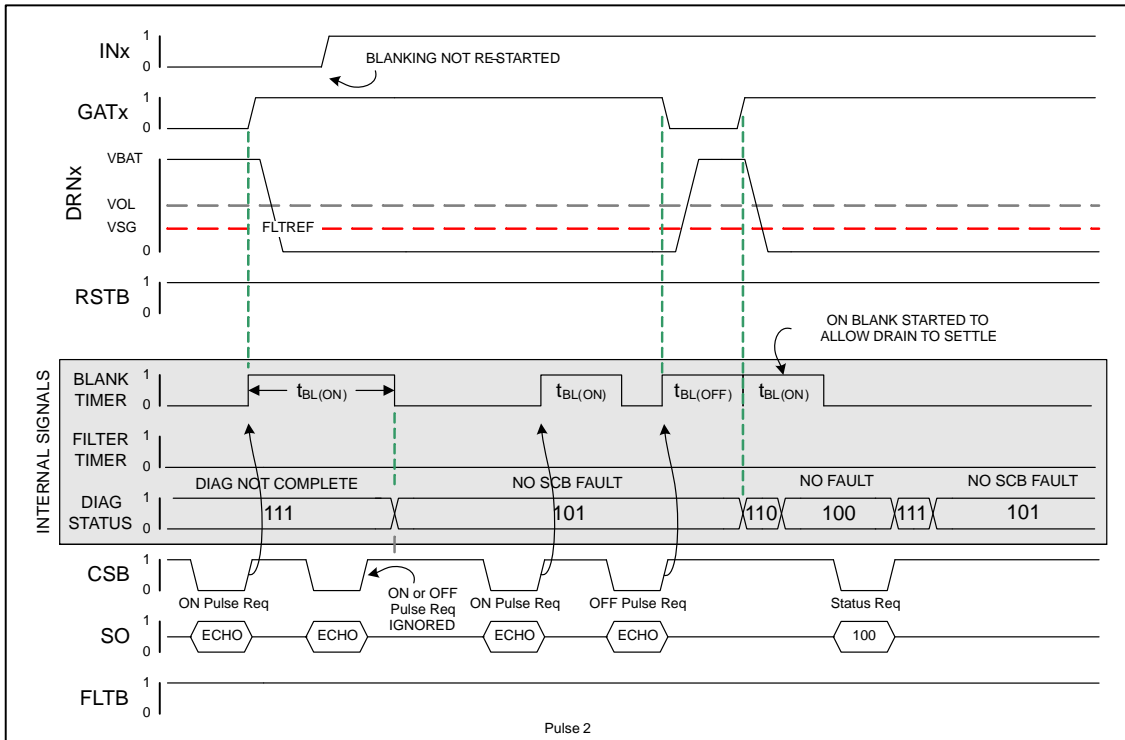 INx
1
0
BLANKING NOT RE-STARTED
GATx
1
0
DRNx
VBAT
VOL
VSG
FLTREF
0
RSTB
1
0
ON BLANK STARTED TO
ALLOW DRAIN TO SETTLE
INTERNAL SIGNALS
BLANK
TIMER
1
0
tBL(ON)
tBL(ON)
tBL(OFF)
tBL(ON)
FILTER
TIMER
1
0
DIAG NOT COMPLETE
NO SCB FAULT
NO FAULT
NO SCB FAULT
DIAG
STATUS
1
0
111
101
110
100
111
101
CSB
1
0
ON Pulse Req
ON or OFF
Pulse Req
IGNORED
ON Pulse Req
OFF Pulse Req
Status Req
SO
1
0
ECHO
ECHO
ECHO
ECHO
100
FLTB
1
0
Pulse 2